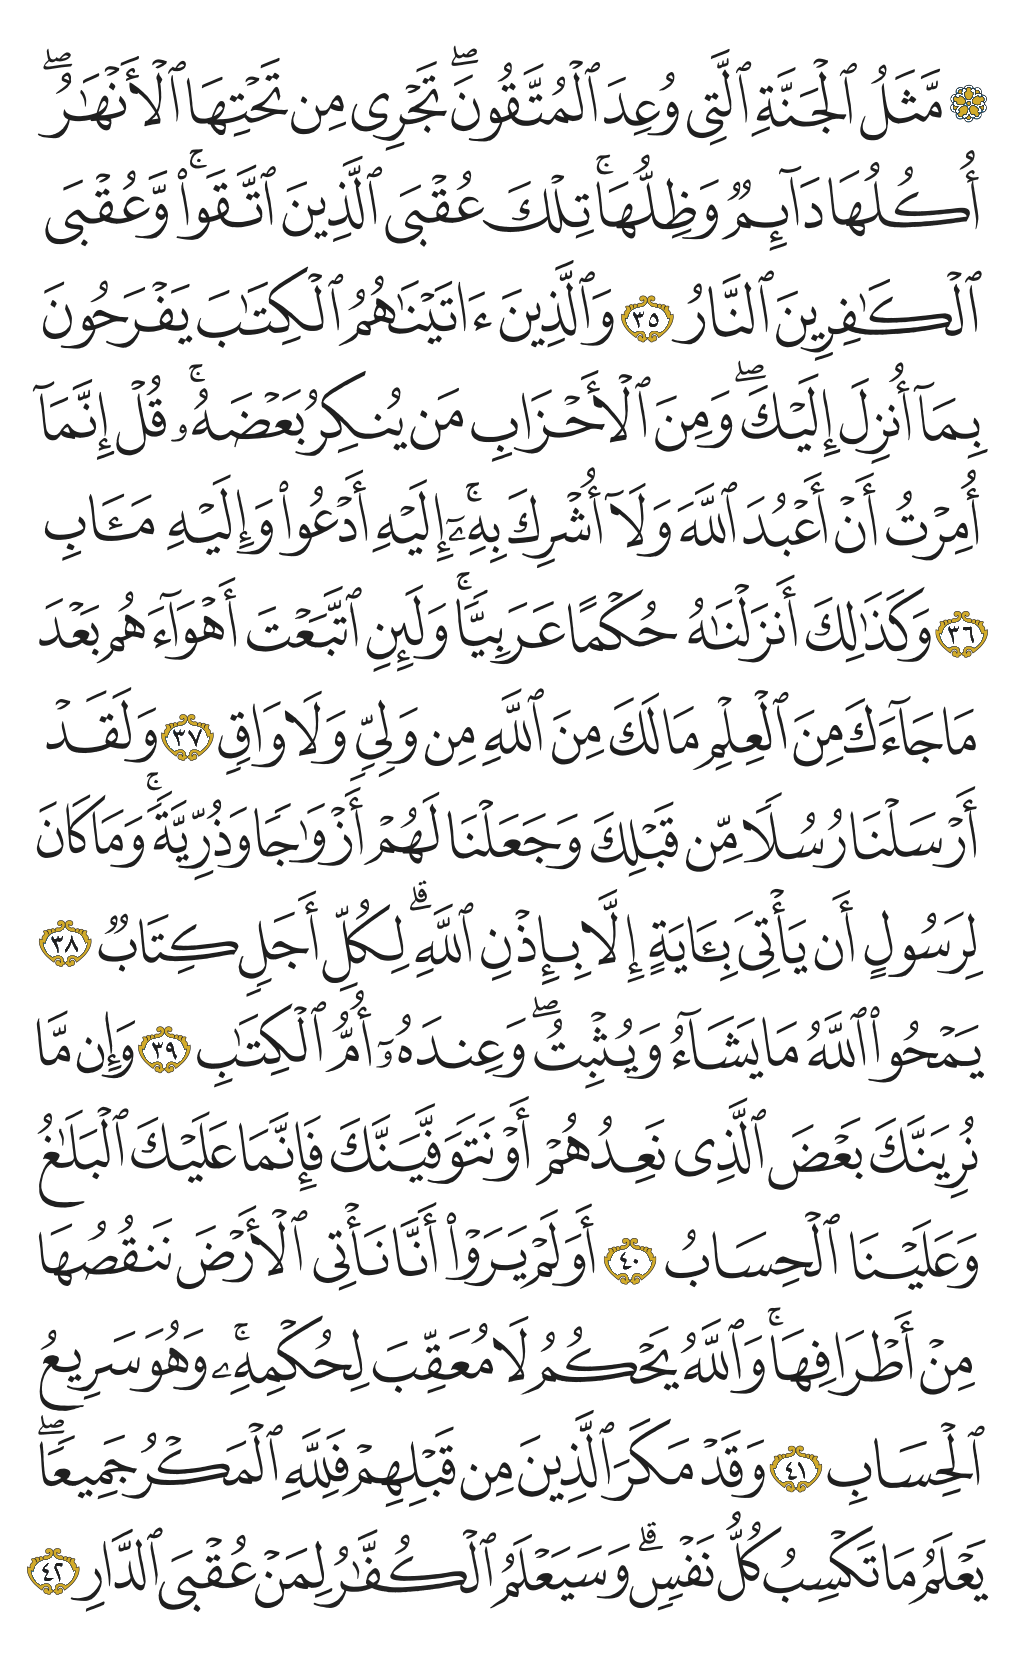 ۞ مَّثَلُ ٱلْجَنَّةِ ٱلَّتِى وُعِدَ ٱلْمُتَّقُونَ ۖ تَجْرِى مِن تَحْتِهَا ٱلْأَنْهَـٰرُ ۖ
أُكُلُهَا دَآئِمٌ وَظِلُّهَا ۚ تِلْكَ عُقْبَى ٱلَّذِينَ ٱتَّقَوا۟ ۚ وَّعُقْبَى
ٱلْكَـٰفِرِينَ ٱلنَّارُ ٣٥ وَٱلَّذِينَ ءَاتَيْنَـٰهُمُ ٱلْكِتَـٰبَ يَفْرَحُونَ
بِمَآ أُنزِلَ إِلَيْكَ ۖ وَمِنَ ٱلْأَحْزَابِ مَن يُنكِرُ بَعْضَهُۥ ۚ قُلْ إِنَّمَآ
أُمِرْتُ أَنْ أَعْبُدَ ٱللَّهَ وَلَآ أُشْرِكَ بِهِۦٓ ۚ إِلَيْهِ أَدْعُوا۟ وَإِلَيْهِ مَـَٔابِ
٣٦ وَكَذَٰلِكَ أَنزَلْنَـٰهُ حُكْمًا عَرَبِيًّا ۚ وَلَئِنِ ٱتَّبَعْتَ أَهْوَآءَهُم بَعْدَ
مَا جَآءَكَ مِنَ ٱلْعِلْمِ مَا لَكَ مِنَ ٱللَّهِ مِن وَلِىٍّ وَلَا وَاقٍ ٣٧ وَلَقَدْ
أَرْسَلْنَا رُسُلًا مِّن قَبْلِكَ وَجَعَلْنَا لَهُمْ أَزْوَٰجًا وَذُرِّيَّةً ۚ وَمَا كَانَ
لِرَسُولٍ أَن يَأْتِىَ بِـَٔايَةٍ إِلَّا بِإِذْنِ ٱللَّهِ ۗ لِكُلِّ أَجَلٍ كِتَابٌ ٣٨
يَمْحُوا۟ ٱللَّهُ مَا يَشَآءُ وَيُثْبِتُ ۖ وَعِندَهُۥٓ أُمُّ ٱلْكِتَـٰبِ ٣٩ وَإِن مَّا
نُرِيَنَّكَ بَعْضَ ٱلَّذِى نَعِدُهُمْ أَوْ نَتَوَفَّيَنَّكَ فَإِنَّمَا عَلَيْكَ ٱلْبَلَـٰغُ
وَعَلَيْنَا ٱلْحِسَابُ ٤٠ أَوَلَمْ يَرَوْا۟ أَنَّا نَأْتِى ٱلْأَرْضَ نَنقُصُهَا
مِنْ أَطْرَافِهَا ۚ وَٱللَّهُ يَحْكُمُ لَا مُعَقِّبَ لِحُكْمِهِۦ ۚ وَهُوَ سَرِيعُ
ٱلْحِسَابِ ٤١ وَقَدْ مَكَرَ ٱلَّذِينَ مِن قَبْلِهِمْ فَلِلَّهِ ٱلْمَكْرُ جَمِيعًا ۖ
يَعْلَمُ مَا تَكْسِبُ كُلُّ نَفْسٍ ۗ وَسَيَعْلَمُ ٱلْكُفَّـٰرُ لِمَنْ عُقْبَى ٱلدَّارِ ٤٢